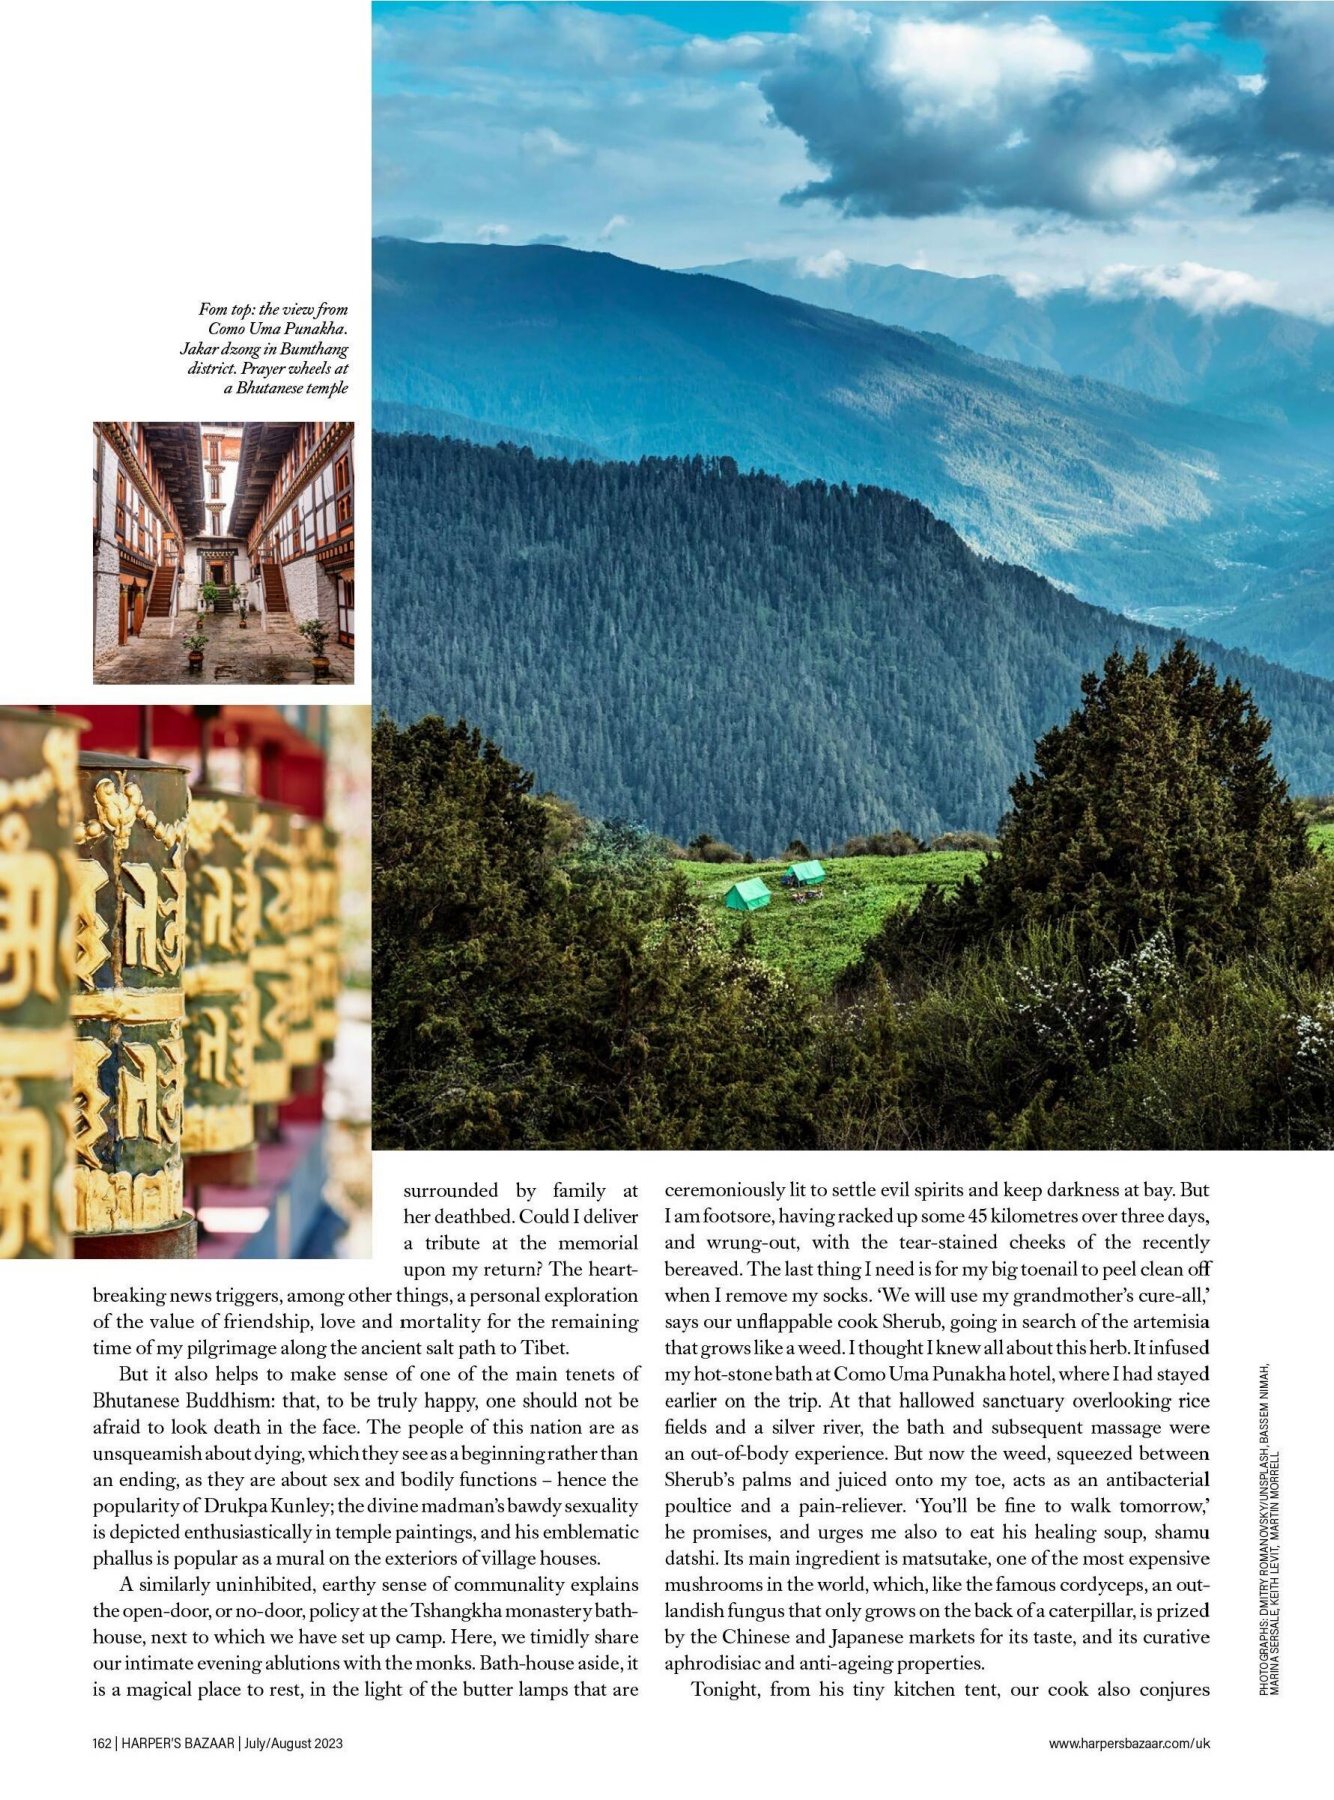 Fom top: the view from
Como Uma Punakha.
Jakar dzong in Bumthang
district. Prayer wheels at
a Bhutanese temple
surrounded by family at
her deathbed. Could I deliver
a tribute at the memorial
upon my return? The heart-
breaking news triggers, among other things, a personal exploration
of the value of friendship, love and mortality for the remaining
time of my pilgrimage along the ancient salt path to Tibet.
But it also helps to make sense of one of the main tenets of
Bhutanese Buddhism: that, to be truly happy, one should not be
afraid to look death in the face. The people of this nation are as
unsqueamish about dying, which they see as a beginning rather than
an ending, as they are about sex and bodily functions – hence the
popularity of Drukpa Kunley; the divine madman's bawdy sexuality
is depicted enthusiastically in temple paintings, and his emblematic
phallus is popular as a mural on the exteriors of village houses.
A similarly uninhibited, earthy sense of communality explains
the open-door, or no-door, policy at the Tshangkha monastery bath-
house, next to which we have set up camp. Here, we timidly share
our intimate evening ablutions with the monks. Bath-house aside, it
is a magical place to rest, in the light of the butter lamps that are
ceremoniously lit to settle evil spirits and keep darkness at bay. But
I am footsore, having racked up some 45 kilometres over three days,
and wrung-out, with the tear-stained cheeks of the recently
bereaved. The last thing I need is for my big toenail to peel clean off
when I remove my socks. ‘We will use my grandmother's cure-all,’
says our unflappable cook Sherub, going in search of the artemisia
that grows like a weed. I thought I knew all about this herb. It infused
my hot-stone bath at Como Uma Punakha hotel, where I had stayed
earlier on the trip. At that hallowed sanctuary overlooking rice
fields and a silver river, the bath and subsequent massage were
an out-of-body experience. But now the weed, squeezed between
Sherub's palms and juiced onto my toe, acts as an antibacterial
poultice and a pain-reliever. ‘You'll be fine to walk tomorrow,’
he promises, and urges me also to eat his healing soup, shamu
datshi. Its main ingredient is matsutake, one of the most expensive
mushrooms in the world, which, like the famous cordyceps, an out-
landish fungus that only grows on the back of a caterpillar, is prized
by the Chinese and Japanese markets for its taste, and its curative
aphrodisiac and anti-ageing properties.
Tonight, from his tiny kitchen tent, our cook also conjures
PHOTOGRAPHS: DMITRY ROMANOVSKY/UNSPLASH, BASSEM NIMAH,
MARINA SERSALE, KEITH LEVIT, MARTIN MORRELL
162 | HARPER'S BAZAAR | July/August 2023
www.harpersbazaar.com/uk